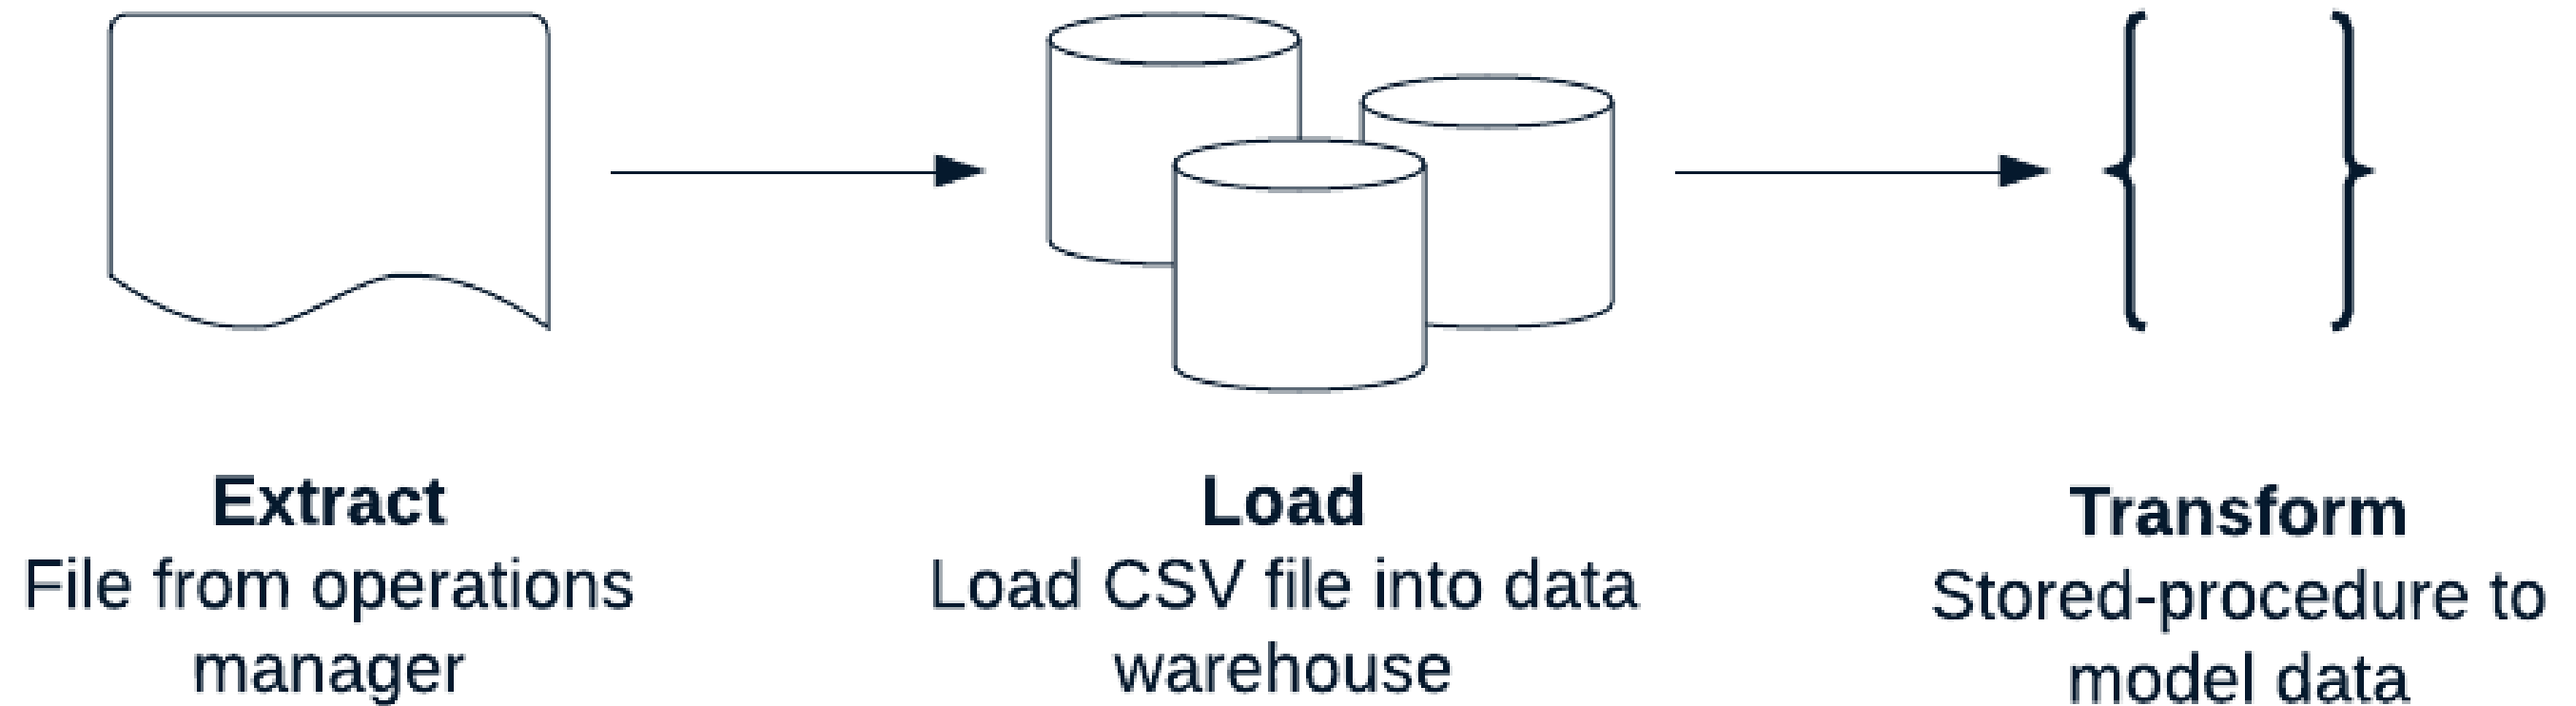 Extract
File from operations
manager
Load
Load CSV file into data
warehouse
Transform
Stored-procedure to
model data